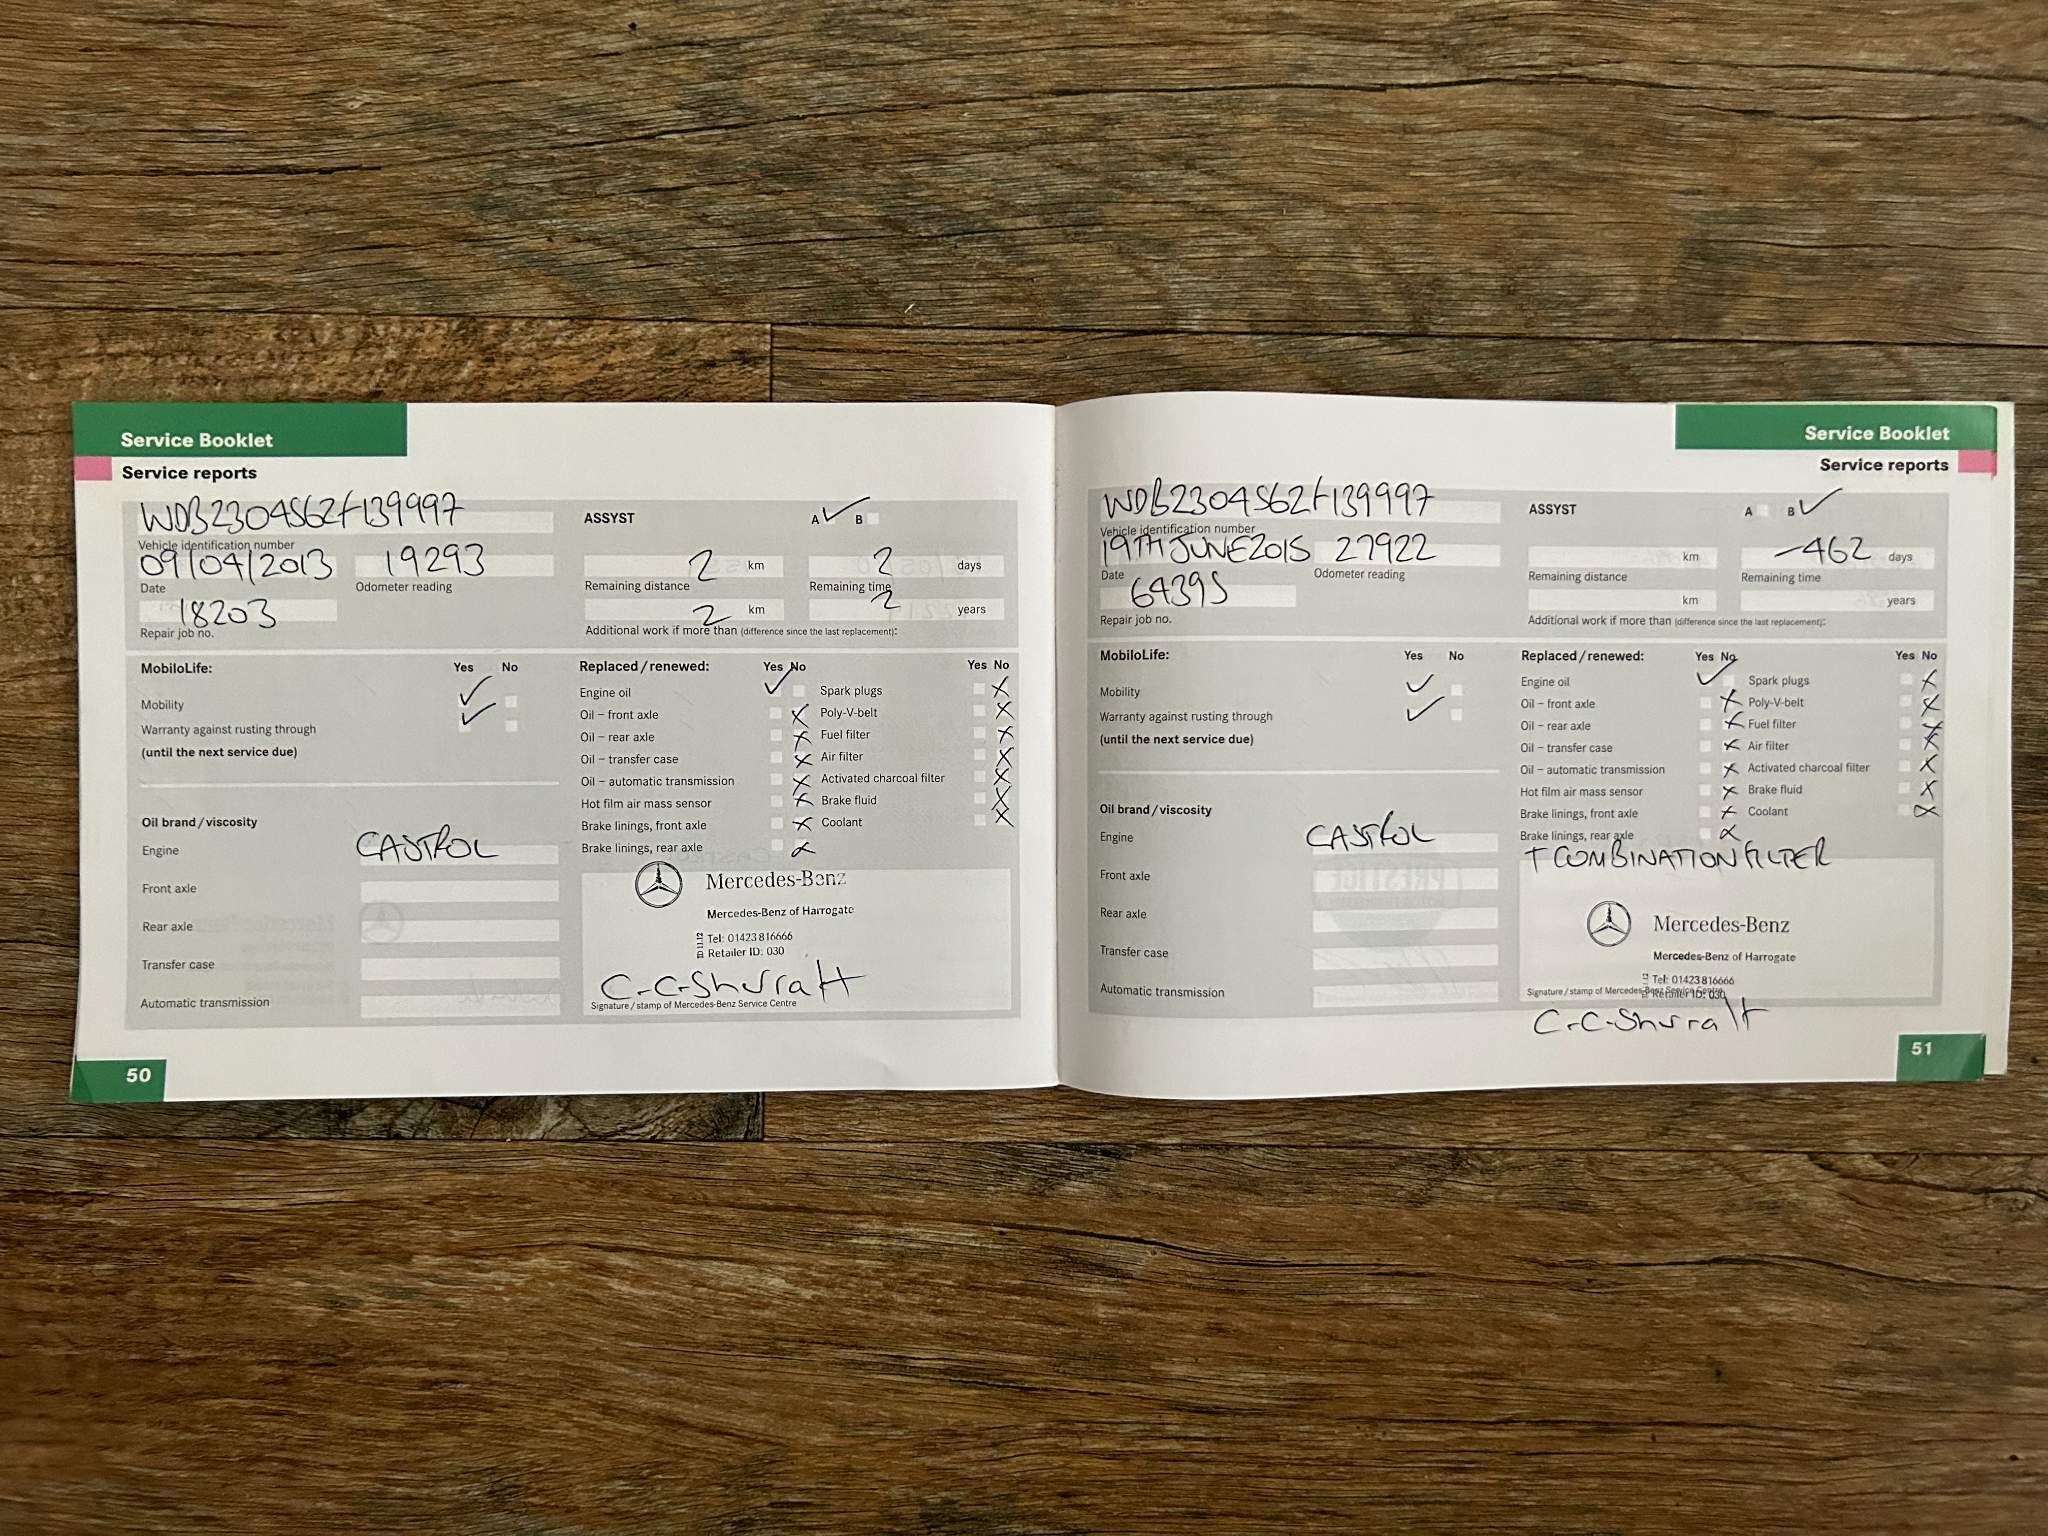 Service Booklet
Service reports
WDB2304562F139997
Vehicle identification number
09/04/2013 19293
Date Odometer reading
18203
Repair job no.
ASSYST A B
2 km 2 days
Remaining distance Remaining time
2 km 2 years
Additional work if more than (difference since the last replacement):
MobiloLife: Yes No
Mobility
Warranty against rusting through
(until the next service due)
Oil brand / viscosity
Engine CASTROL
Front axle
Rear axle
Transfer case
Automatic transmission
Replaced / renewed: Yes No Yes No
Engine oil Spark plugs
Oil – front axle Poly-V-belt
Oil – rear axle Fuel filter
Oil – transfer case Air filter
Oil – automatic transmission Activated charcoal filter
Hot film air mass sensor Brake fluid
Brake linings, front axle Coolant
Brake linings, rear axle
Mercedes-Benz
Mercedes-Benz of Harrogate
Tel: 01423 816666
Retailer ID: 030
Signature / stamp of Mercedes-Benz Service Centre
50
Service Booklet
Service reports
WDB2304562F139997
Vehicle identification number
19TH JUNE 2015 27922
Date Odometer reading
64395
Repair job no.
ASSYST A B
km -462 days
Remaining distance Remaining time
km years
Additional work if more than (difference since the last replacement):
MobiloLife: Yes No
Mobility
Warranty against rusting through
(until the next service due)
Oil brand / viscosity
Engine CASTROL
Front axle
Rear axle
Transfer case
Automatic transmission
Replaced / renewed: Yes No Yes No
Engine oil Spark plugs
Oil – front axle Poly-V-belt
Oil – rear axle Fuel filter
Oil – transfer case Air filter
Oil – automatic transmission Activated charcoal filter
Hot film air mass sensor Brake fluid
Brake linings, front axle Coolant
Brake linings, rear axle
+ COMBINATION FILTER
Mercedes-Benz
Mercedes-Benz of Harrogate
Tel: 01423 816666
Retailer ID: 030
Signature / stamp of Mercedes-Benz Service Centre
51